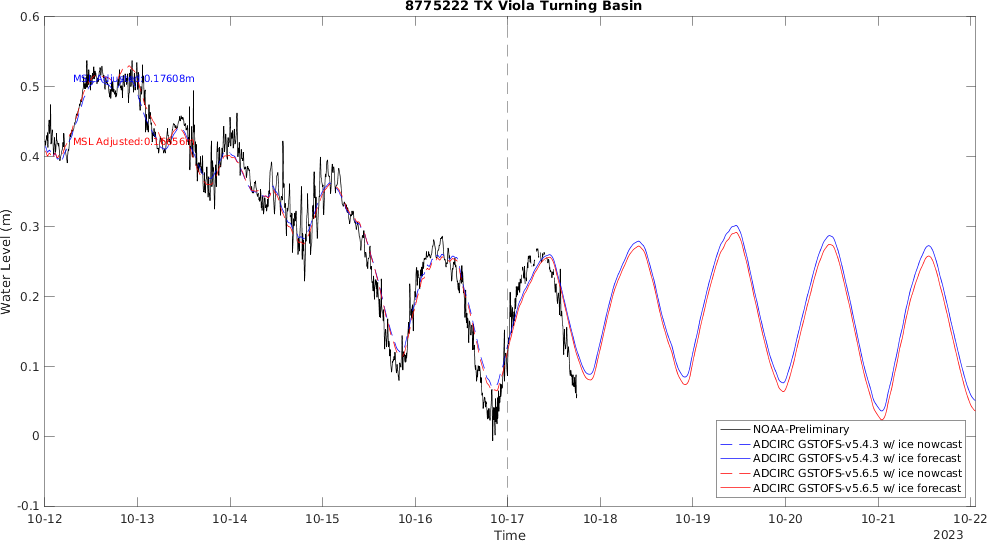 8775222 TX Viola Turning Basin
0.6
0.5
0.4
0.3
0.2
0.1
0
-0.1
Water Level (m)
MSL Adjusted:0.17608m
MSL Adjusted:
10-12 10-13 10-14 10-15 10-16 10-17 10-18 10-19 10-20 10-21 10-22
Time
2023
NOAA-Preliminary
ADCIRC GSTOFS-v5.4.3 w/ ice nowcast
ADCIRC GSTOFS-v5.4.3 w/ ice forecast
ADCIRC GSTOFS-v5.6.5 w/ ice nowcast
ADCIRC GSTOFS-v5.6.5 w/ ice forecast